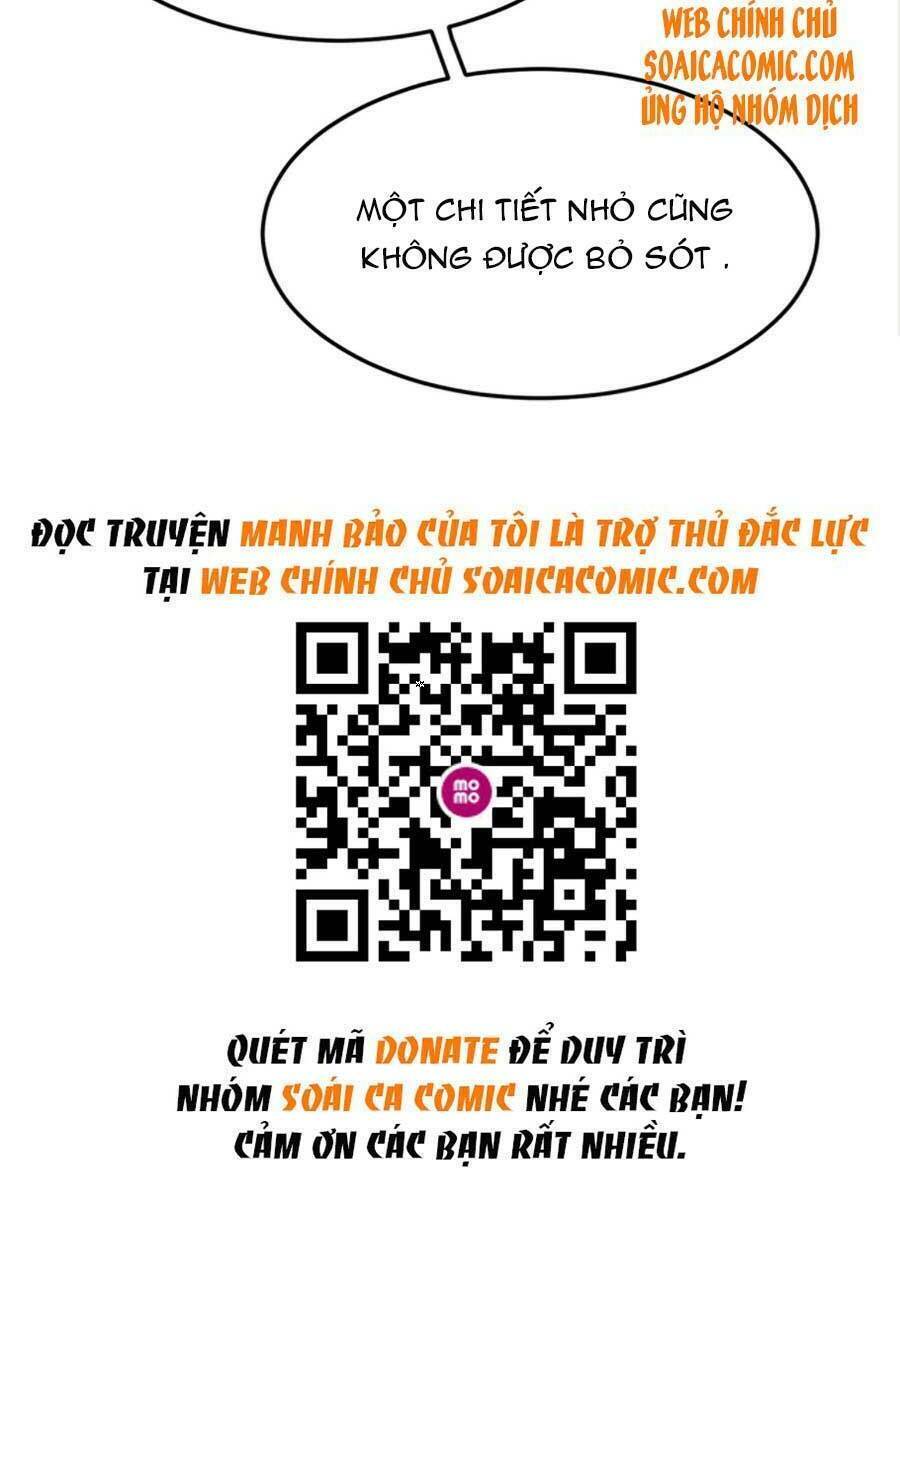 WEB CHÍNH CHỦ
SOAICACOMIC.COM
ỦNG HỘ NHÓM DỊCH
MỘT CHI TIẾT NHỎ CŨNG
KHÔNG ĐƯỢC BỎ SÓT .
ĐỌC TRUYỆN MANH BẢO CỦA TÔI LÀ TRỢ THỦ ĐẮC LỰC
TẠI WEB CHÍNH CHỦ SOAICACOMIC.COM
mo
mo
QUÉT MÃ DONATE ĐỂ DUY TRÌ
NHÓM SOÁI CA COMIC NHÉ CÁC BẠN!
CẢM ƠN CÁC BẠN RẤT NHIỀU.